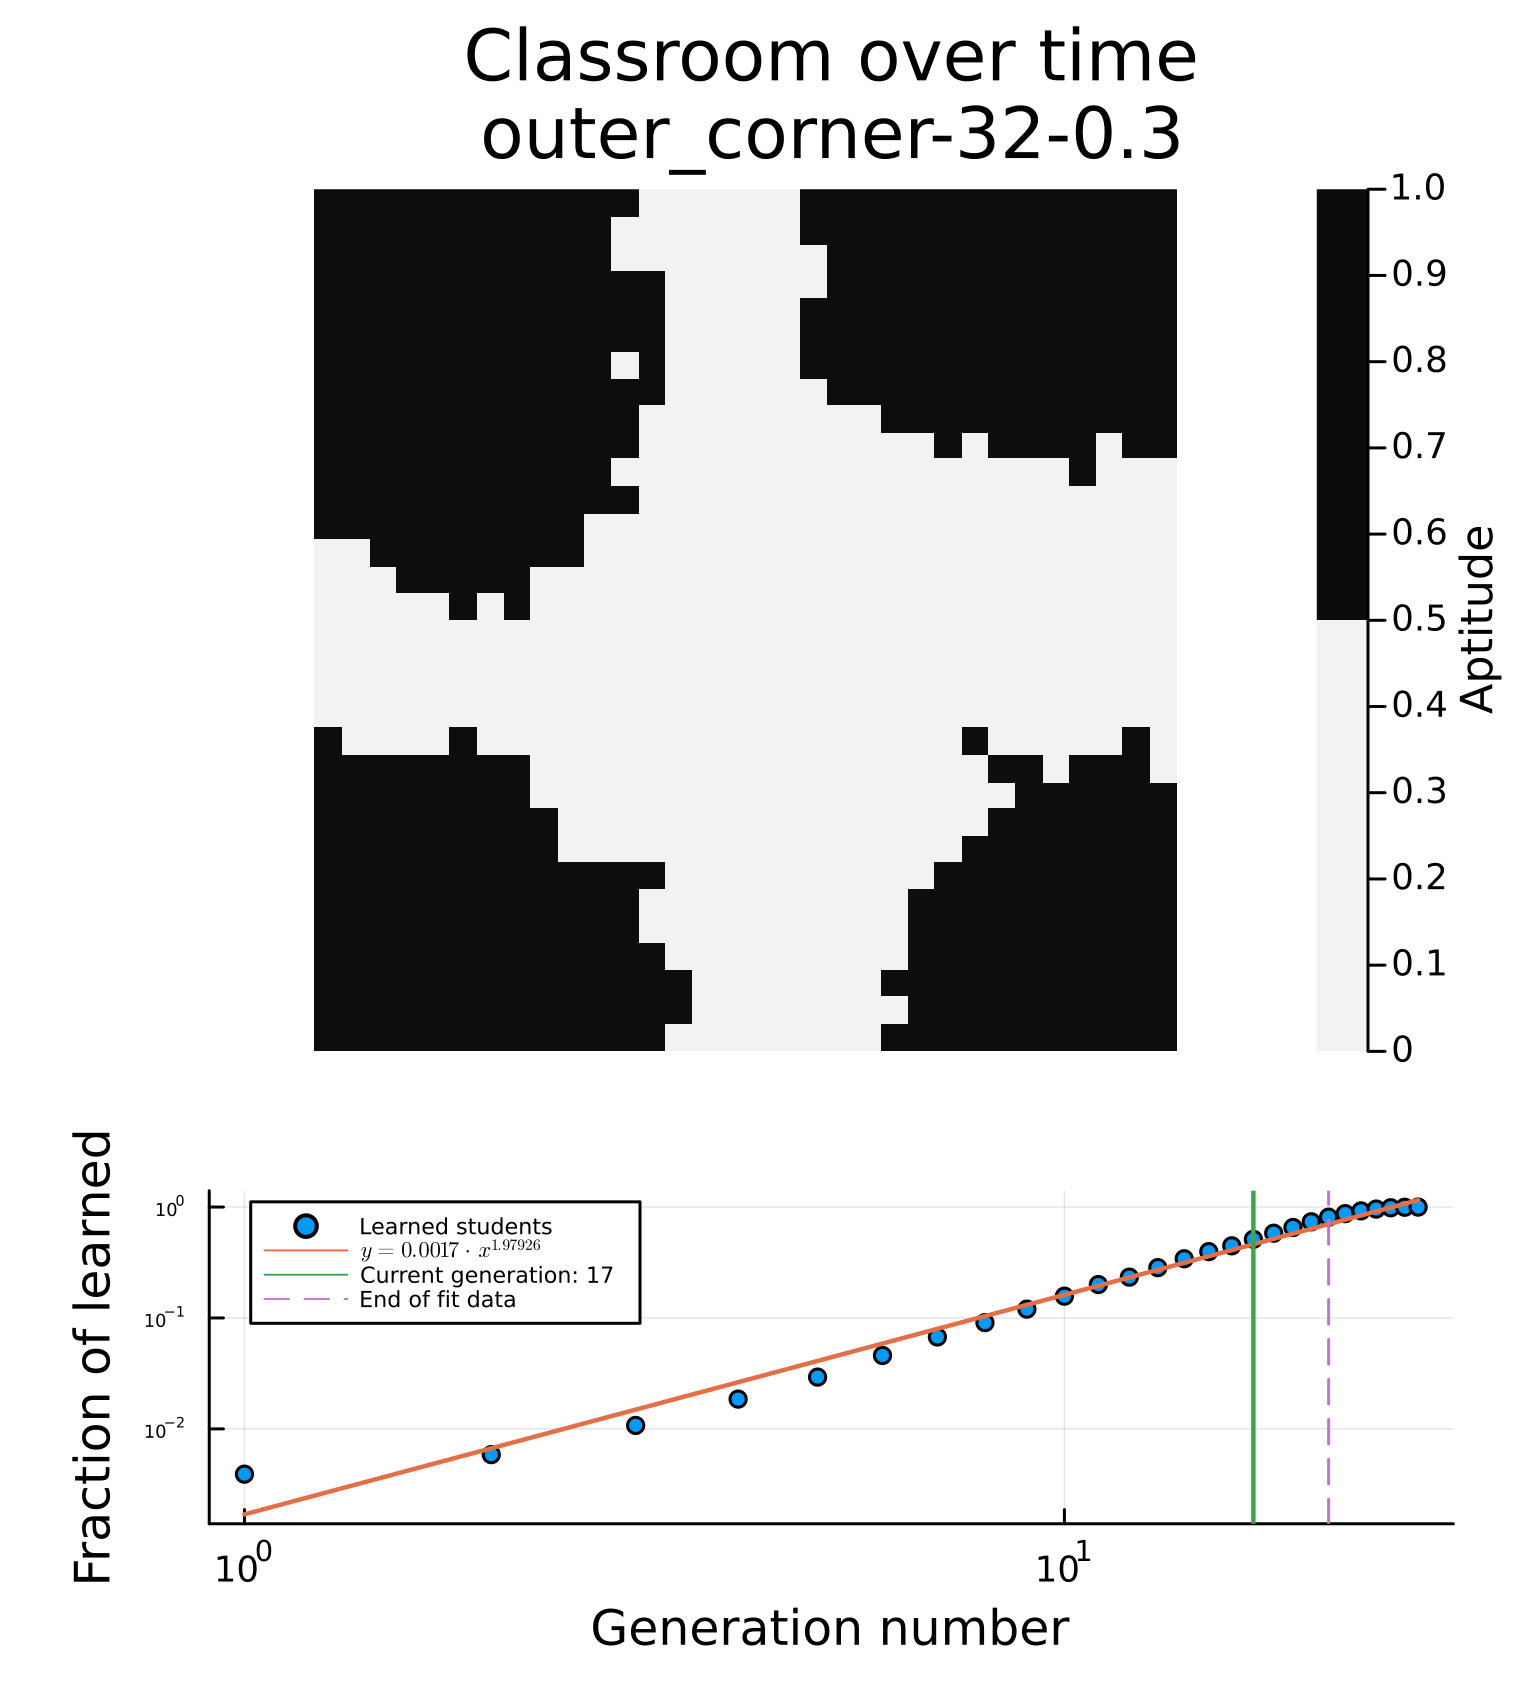 Classroom over time
outer_corner-32-0.3
1.0
0.9
0.8
0.7
0.6
0.5
0.4
0.3
0.2
0.1
0
Aptitude
Fraction of learned
10⁰
10⁻¹
10⁻²
Learned students
y = 0.0017 · x^1.97926
Current generation: 17
End of fit data
10⁰
10¹
Generation number